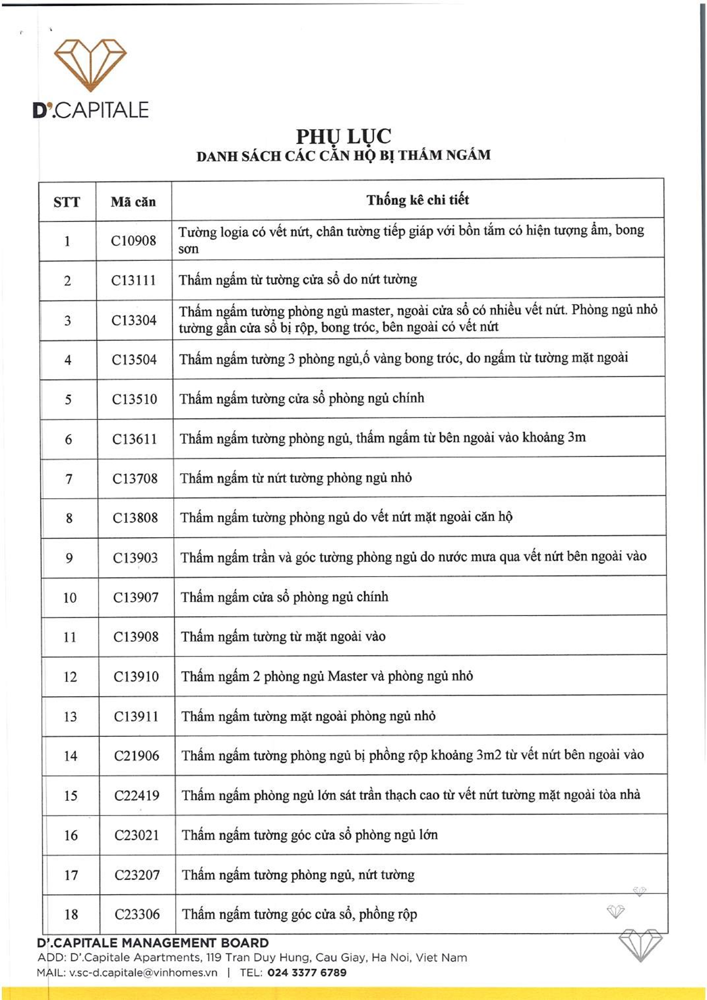 D'.CAPITALE
PHỤ LỤC
DANH SÁCH CÁC CĂN HỘ BỊ THẤM NGẤM
STT Mã căn Thống kê chi tiết
1 C10908 Tường logia có vết nứt, chân tường tiếp giáp với bồn tắm có hiện tượng ẩm, bong
sơn
2 C13111 Thấm ngấm từ tường cửa sổ do nứt tường
3 C13304 Thấm ngấm tường phòng ngủ master, ngoài cửa sổ có nhiều vết nứt. Phòng ngủ nhỏ
tường gần cửa sổ bị rộp, bong tróc, bên ngoài có vết nứt
4 C13504 Thấm ngấm tường 3 phòng ngủ,ố vàng bong tróc, do ngấm từ tường mặt ngoài
5 C13510 Thấm ngấm tường cửa sổ phòng ngủ chính
6 C13611 Thấm ngấm tường phòng ngủ, thấm ngấm từ bên ngoài vào khoảng 3m
7 C13708 Thấm ngấm từ nứt tường phòng ngủ nhỏ
8 C13808 Thấm ngấm tường phòng ngủ do vết nứt mặt ngoài căn hộ
9 C13903 Thấm ngấm trần và góc tường phòng ngủ do nước mưa qua vết nứt bên ngoài vào
10 C13907 Thấm ngấm cửa sổ phòng ngủ chính
11 C13908 Thấm ngấm tường từ mặt ngoài vào
12 C13910 Thấm ngấm 2 phòng ngủ Master và phòng ngủ nhỏ
13 C13911 Thấm ngấm tường mặt ngoài phòng ngủ nhỏ
14 C21906 Thấm ngấm tường phòng ngủ bị phồng rộp khoảng 3m2 từ vết nứt bên ngoài vào
15 C22419 Thấm ngấm phòng ngủ lớn sát trần thạch cao từ vết nứt tường mặt ngoài tòa nhà
16 C23021 Thấm ngấm tường góc cửa sổ phòng ngủ lớn
17 C23207 Thấm ngấm tường phòng ngủ, nứt tường
18 C23306 Thấm ngấm tường góc cửa sổ, phồng rộp
D'.CAPITALE MANAGEMENT BOARD
ADD: D'.Capitale Apartments, 119 Tran Duy Hung, Cau Giay, Ha Noi, Viet Nam
MAIL: v.sc-d.capitale@vinhomes.vn | TEL: 024 3377 6789